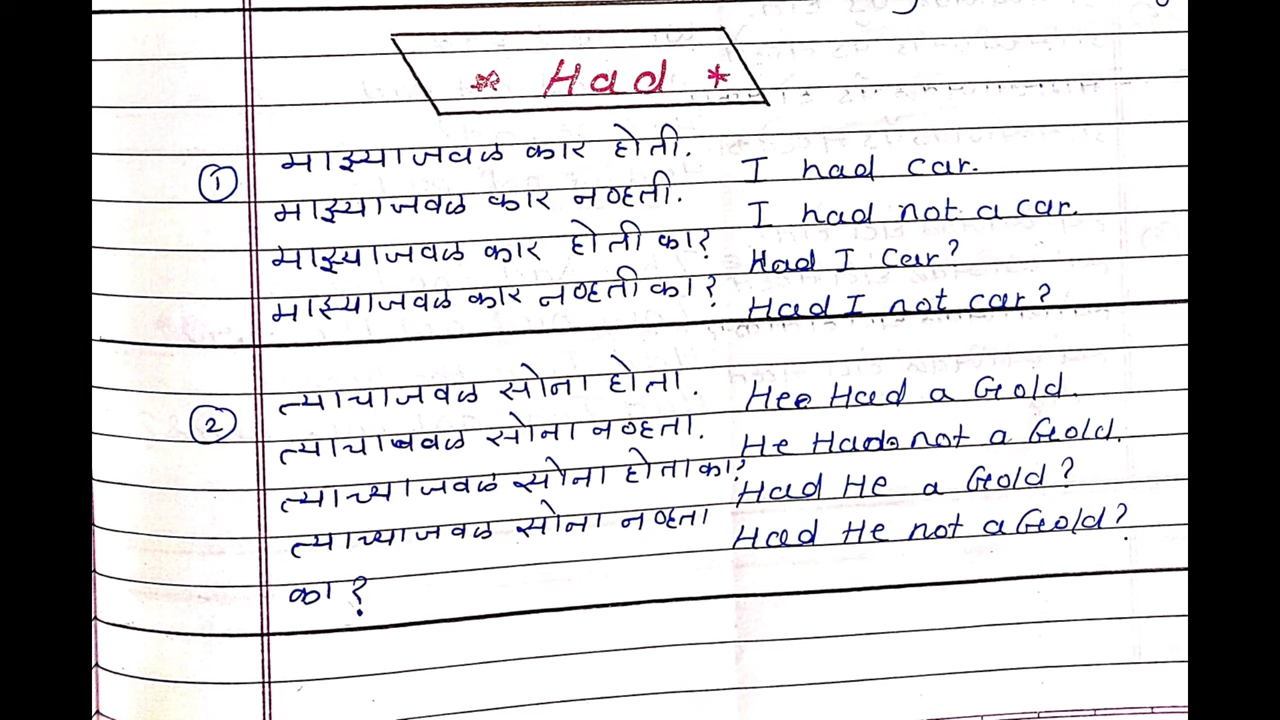 * Had *
① माझ्याजवळ कार होती. I had car.
माझ्याजवळ कार नव्हती. I had not a car.
माझ्याजवळ कार होती का? Had I car?
माझ्याजवळ कार नव्हती का? Had I not car?
② त्याचाजवळ सोना होता. Hee Had a Gold.
त्याचाजवळ सोना नव्हता. He Had not a Gold.
त्याच्याजवळ सोना होता का? Had He a Gold?
त्याच्याजवळ सोना नव्हता Had He not a Gold?
का?